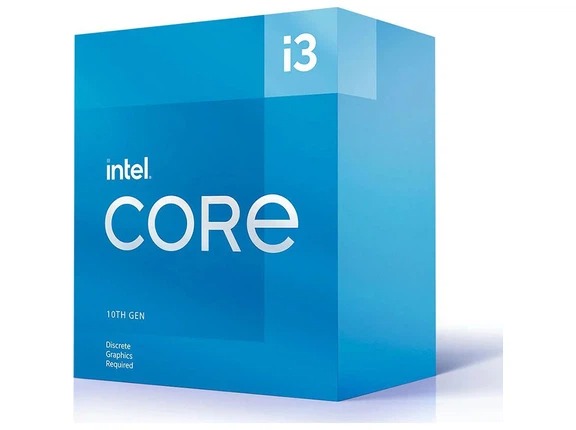 i3
intel.
CORE
10TH GEN
Discrete
Graphics
Required